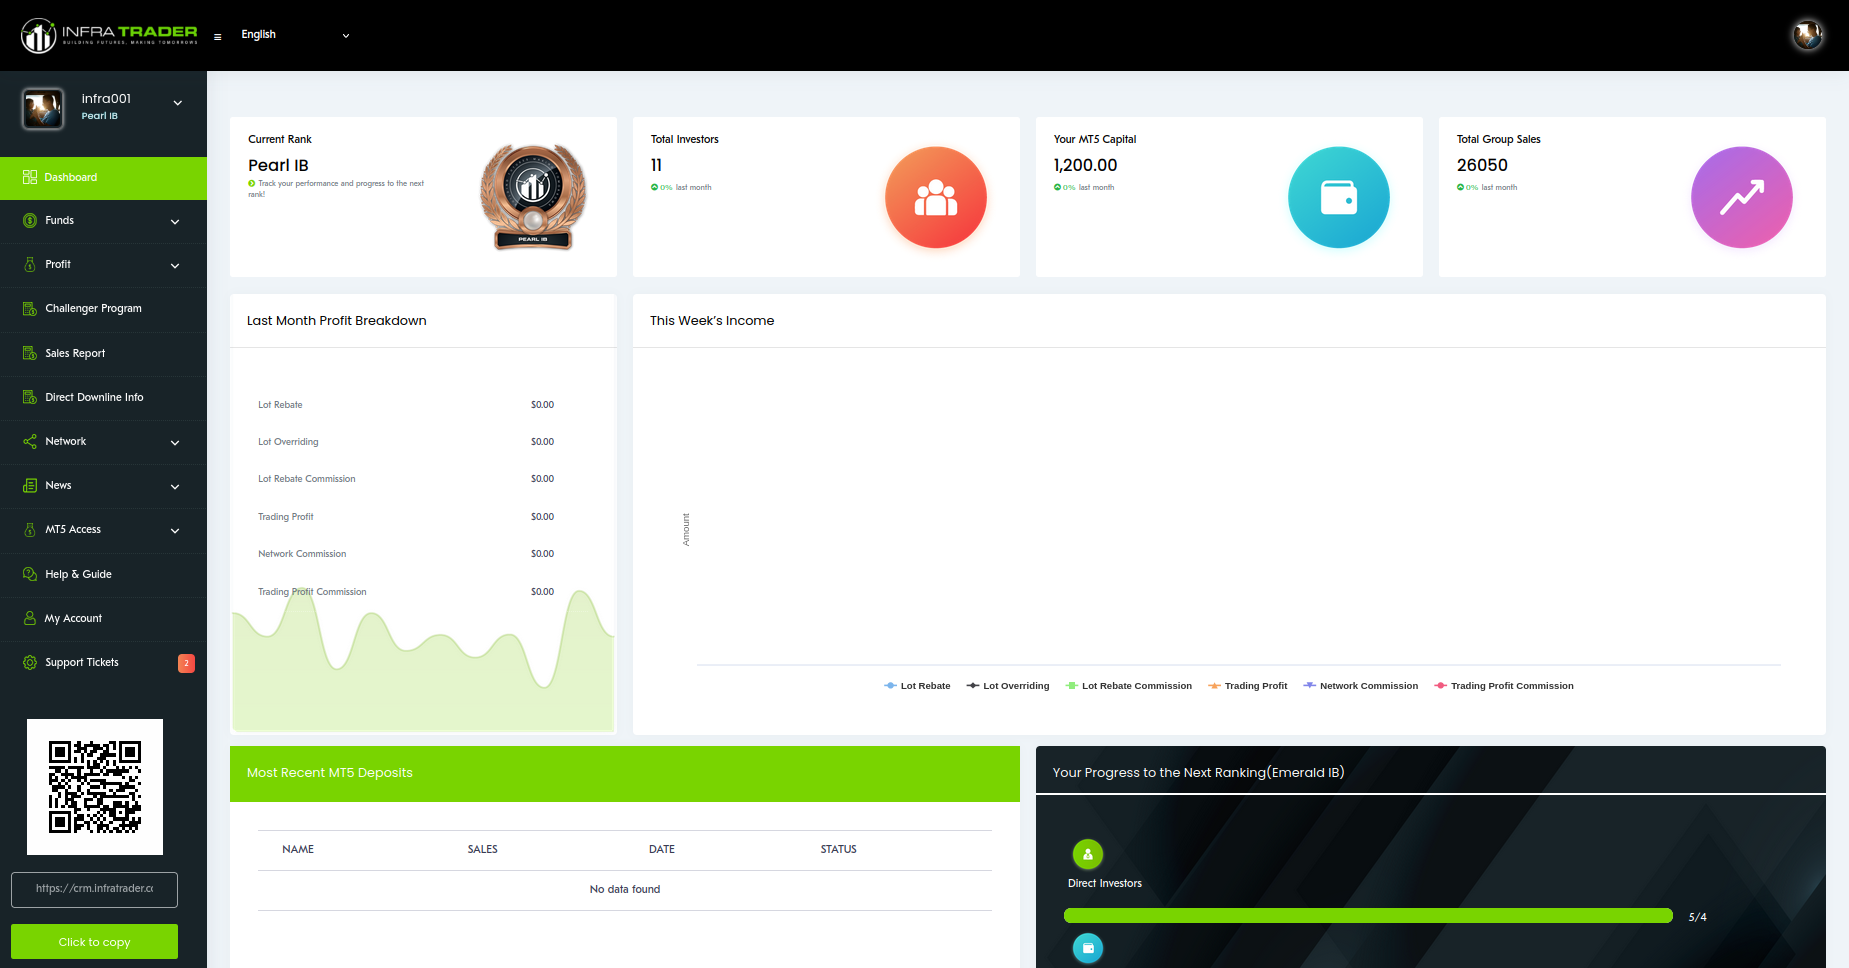 INFRA TRADER
BUILDING FUTURES, MAKING TOMORROWS
English
infra001
Pearl IB
Dashboard
Funds
Profit
Challenger Program
Sales Report
Direct Downline Info
Network
News
MT5 Access
Help & Guide
My Account
Support Tickets
2
https://crm.infratrader.cc
Click to copy
Current Rank
Pearl IB
Track your performance and progress to the next
rank!
PEARL IB
Total Investors
11
0% last month
Your MT5 Capital
1,200.00
0% last month
Total Group Sales
26050
0% last month
Last Month Profit Breakdown
Lot Rebate $0.00
Lot Overriding $0.00
Lot Rebate Commission $0.00
Trading Profit $0.00
Network Commission $0.00
Trading Profit Commission $0.00
This Week's Income
Amount
Lot Rebate Lot Overriding Lot Rebate Commission Trading Profit Network Commission Trading Profit Commission
Most Recent MT5 Deposits
NAME SALES DATE STATUS
No data found
Your Progress to the Next Ranking(Emerald IB)
Direct Investors
5/4